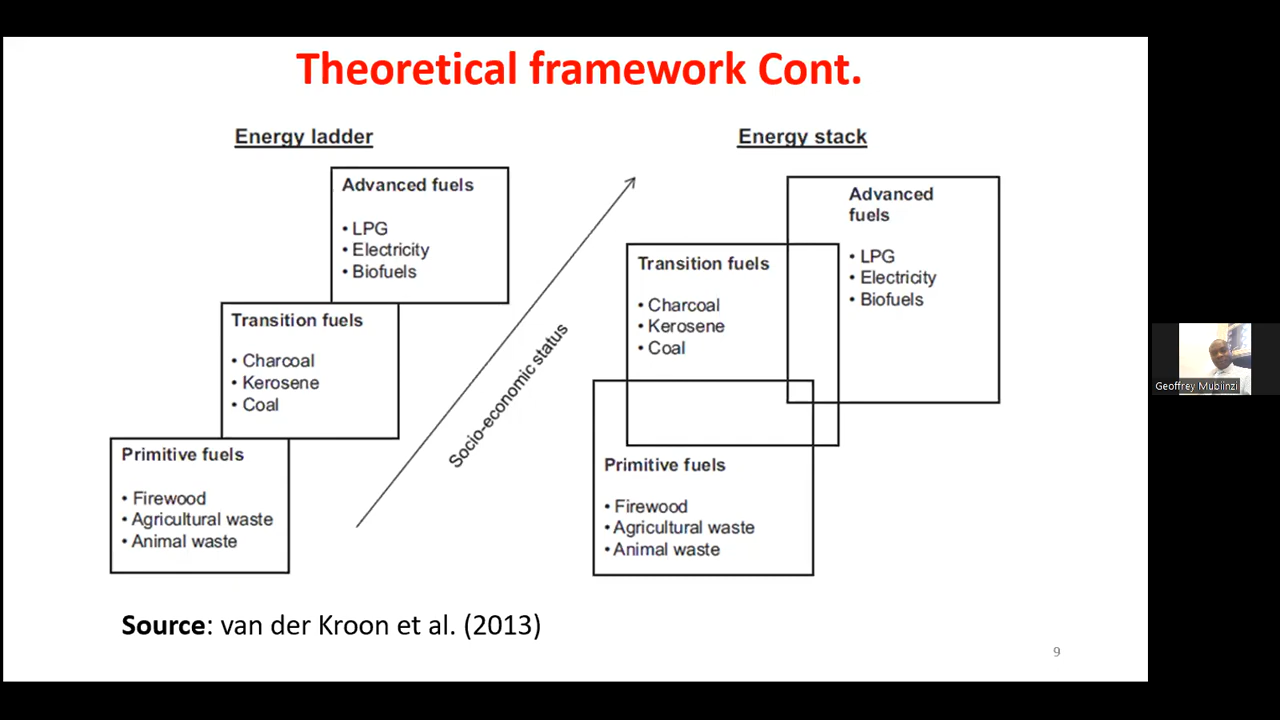 Theoretical framework Cont.
Energy ladder
Advanced fuels
• LPG
• Electricity
• Biofuels
Transition fuels
• Charcoal
• Kerosene
• Coal
Primitive fuels
• Firewood
• Agricultural waste
• Animal waste
Socio-economic status
Energy stack
Advanced
fuels
• LPG
• Electricity
• Biofuels
Transition fuels
• Charcoal
• Kerosene
• Coal
Primitive fuels
• Firewood
• Agricultural waste
• Animal waste
Source: van der Kroon et al. (2013)
9
Geoffrey Mubiinzi